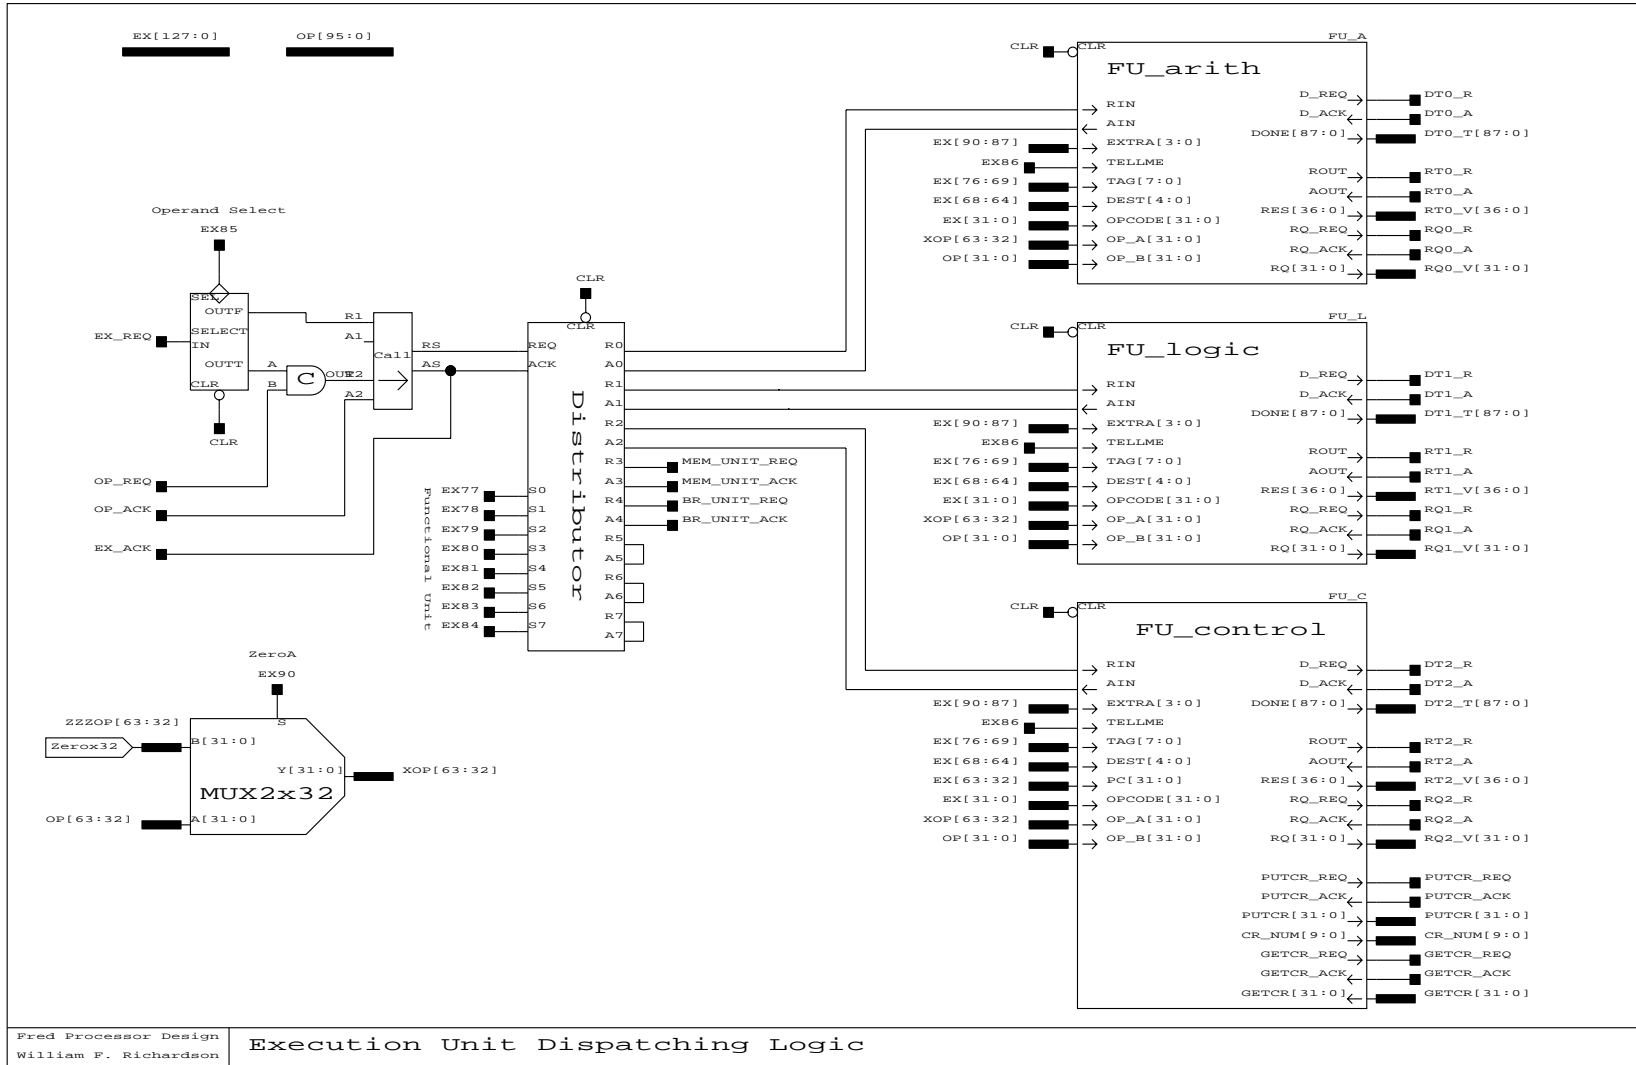 EX[127:0]
OP[95:0]
Operand Select
EX85
SEL
OUTF
SELECT
IN
OUTT
CLR
EX_REQ
CLR
A
B
C
OUT
R1
A1
R2
A2
Call
RS
AS
OP_REQ
OP_ACK
EX_ACK
CLR
CLR
REQ
ACK
Distributor
R0
A0
R1
A1
R2
A2
R3
A3
R4
A4
R5
A5
R6
A6
R7
A7
MEM_UNIT_REQ
MEM_UNIT_ACK
BR_UNIT_REQ
BR_UNIT_ACK
Functional Unit
EX77
S0
EX78
S1
EX79
S2
EX80
S3
EX81
S4
EX82
S5
EX83
S6
EX84
S7
ZeroA
EX90
S
ZZZOP[63:32]
Zerox32
B[31:0]
Y[31:0]
XOP[63:32]
MUX2x32
OP[63:32]
A[31:0]
FU_A
CLR
CLR
FU_arith
RIN
AIN
EX[90:87]
EXTRA[3:0]
EX86
TELLME
EX[76:69]
TAG[7:0]
EX[68:64]
DEST[4:0]
EX[31:0]
OPCODE[31:0]
XOP[63:32]
OP_A[31:0]
OP[31:0]
OP_B[31:0]
D_REQ
DT0_R
D_ACK
DT0_A
DONE[87:0]
DT0_T[87:0]
ROUT
RT0_R
AOUT
RT0_A
RES[36:0]
RT0_V[36:0]
RQ_REQ
RQ0_R
RQ_ACK
RQ0_A
RQ[31:0]
RQ0_V[31:0]
FU_L
CLR
CLR
FU_logic
RIN
AIN
EX[90:87]
EXTRA[3:0]
EX86
TELLME
EX[76:69]
TAG[7:0]
EX[68:64]
DEST[4:0]
EX[31:0]
OPCODE[31:0]
XOP[63:32]
OP_A[31:0]
OP[31:0]
OP_B[31:0]
D_REQ
DT1_R
D_ACK
DT1_A
DONE[87:0]
DT1_T[87:0]
ROUT
RT1_R
AOUT
RT1_A
RES[36:0]
RT1_V[36:0]
RQ_REQ
RQ1_R
RQ_ACK
RQ1_A
RQ[31:0]
RQ1_V[31:0]
FU_C
CLR
CLR
FU_control
RIN
AIN
EX[90:87]
EXTRA[3:0]
EX86
TELLME
EX[76:69]
TAG[7:0]
EX[68:64]
DEST[4:0]
EX[63:32]
PC[31:0]
EX[31:0]
OPCODE[31:0]
XOP[63:32]
OP_A[31:0]
OP[31:0]
OP_B[31:0]
D_REQ
DT2_R
D_ACK
DT2_A
DONE[87:0]
DT2_T[87:0]
ROUT
RT2_R
AOUT
RT2_A
RES[36:0]
RT2_V[36:0]
RQ_REQ
RQ2_R
RQ_ACK
RQ2_A
RQ[31:0]
RQ2_V[31:0]
PUTCR_REQ
PUTCR_REQ
PUTCR_ACK
PUTCR_ACK
PUTCR[31:0]
PUTCR[31:0]
CR_NUM[9:0]
CR_NUM[9:0]
GETCR_REQ
GETCR_REQ
GETCR_ACK
GETCR_ACK
GETCR[31:0]
GETCR[31:0]
Fred Processor Design
William F. Richardson
Execution Unit Dispatching Logic